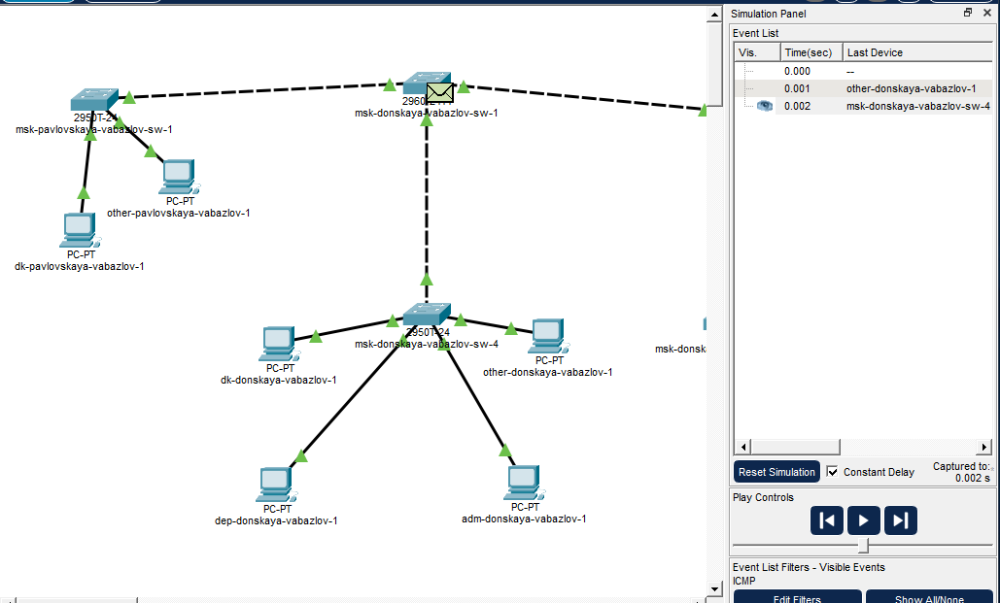 Simulation Panel
Event List
Vis. Time(sec) Last Device
0.000 --
0.001 other-donskaya-vabazlov-1
0.002 msk-donskaya-vabazlov-sw-4
2950T-24
msk-pavlovskaya-vabazlov-sw-1
PC-PT
other-pavlovskaya-vabazlov-1
PC-PT
dk-pavlovskaya-vabazlov-1
msk-donskaya-vabazlov-sw-1
2950T-24
msk-donskaya-vabazlov-sw-4
PC-PT
dk-donskaya-vabazlov-1
PC-PT
other-donskaya-vabazlov-1
msk-donsk
PC-PT
dep-donskaya-vabazlov-1
PC-PT
adm-donskaya-vabazlov-1
Reset Simulation Constant Delay Captured to:
0.002 s
Play Controls
Event List Filters - Visible Events
ICMP
Edit Filters Show All/None